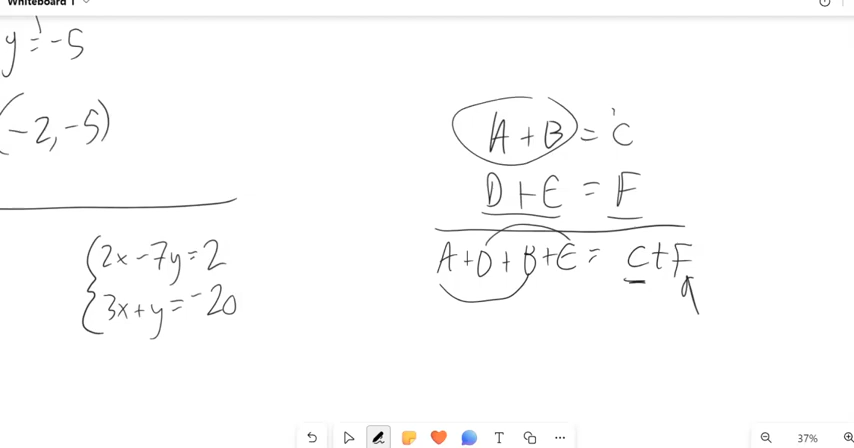 Whiteboard 1
y = -5
(-2, -5)
2x - 7y = 2
3x + y = -20
A + B = C
D + E = F
A + D + B + E = C + F
T
37%